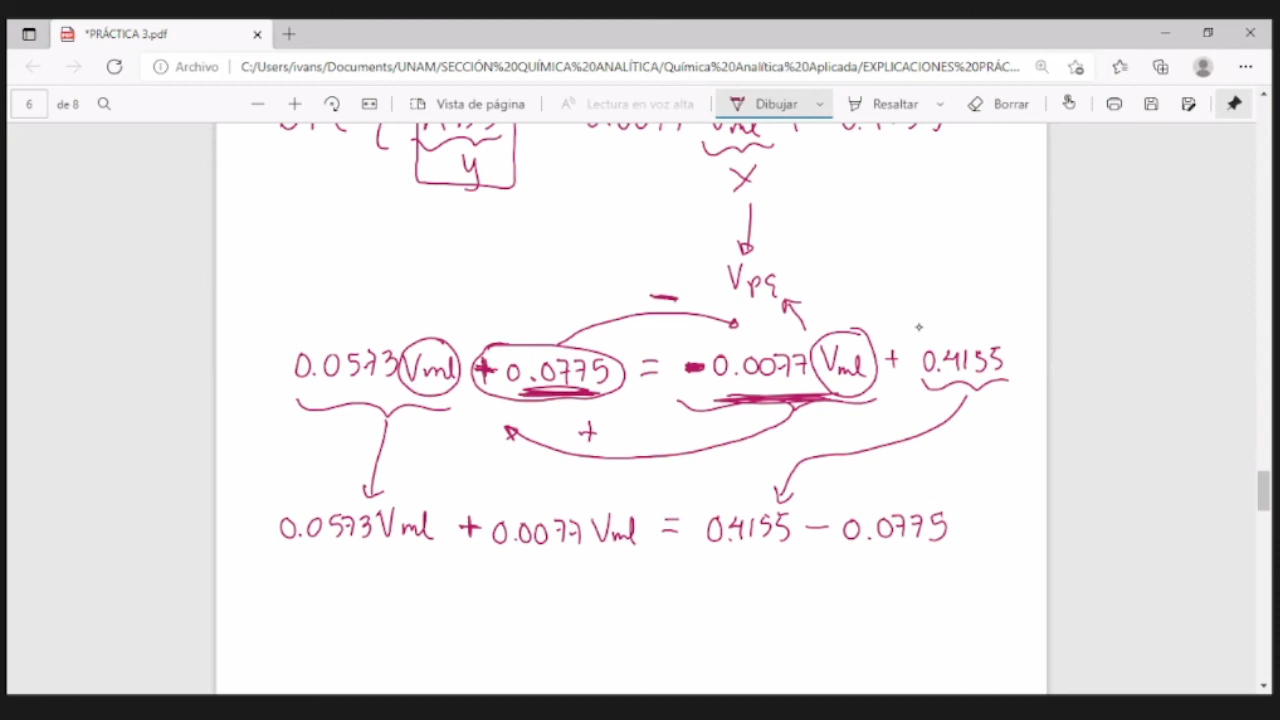 *PRÁCTICA 3.pdf
Archivo C:/Users/ivans/Documents/UNAM/SECCIÓN%20QUÍMICA%20ANALÍTICA/Química%20Analítica%20Aplicada/EXPLICACIONES%20PRÁC...
6 de 8 Vista de página Lectura en voz alta Dibujar Resaltar Borrar
y
x
Vpq
-
0.0573 Vml + 0.0775 = -0.0077 Vml + 0.4155
+
0.0573 Vml + 0.0077 Vml = 0.4155 - 0.0775